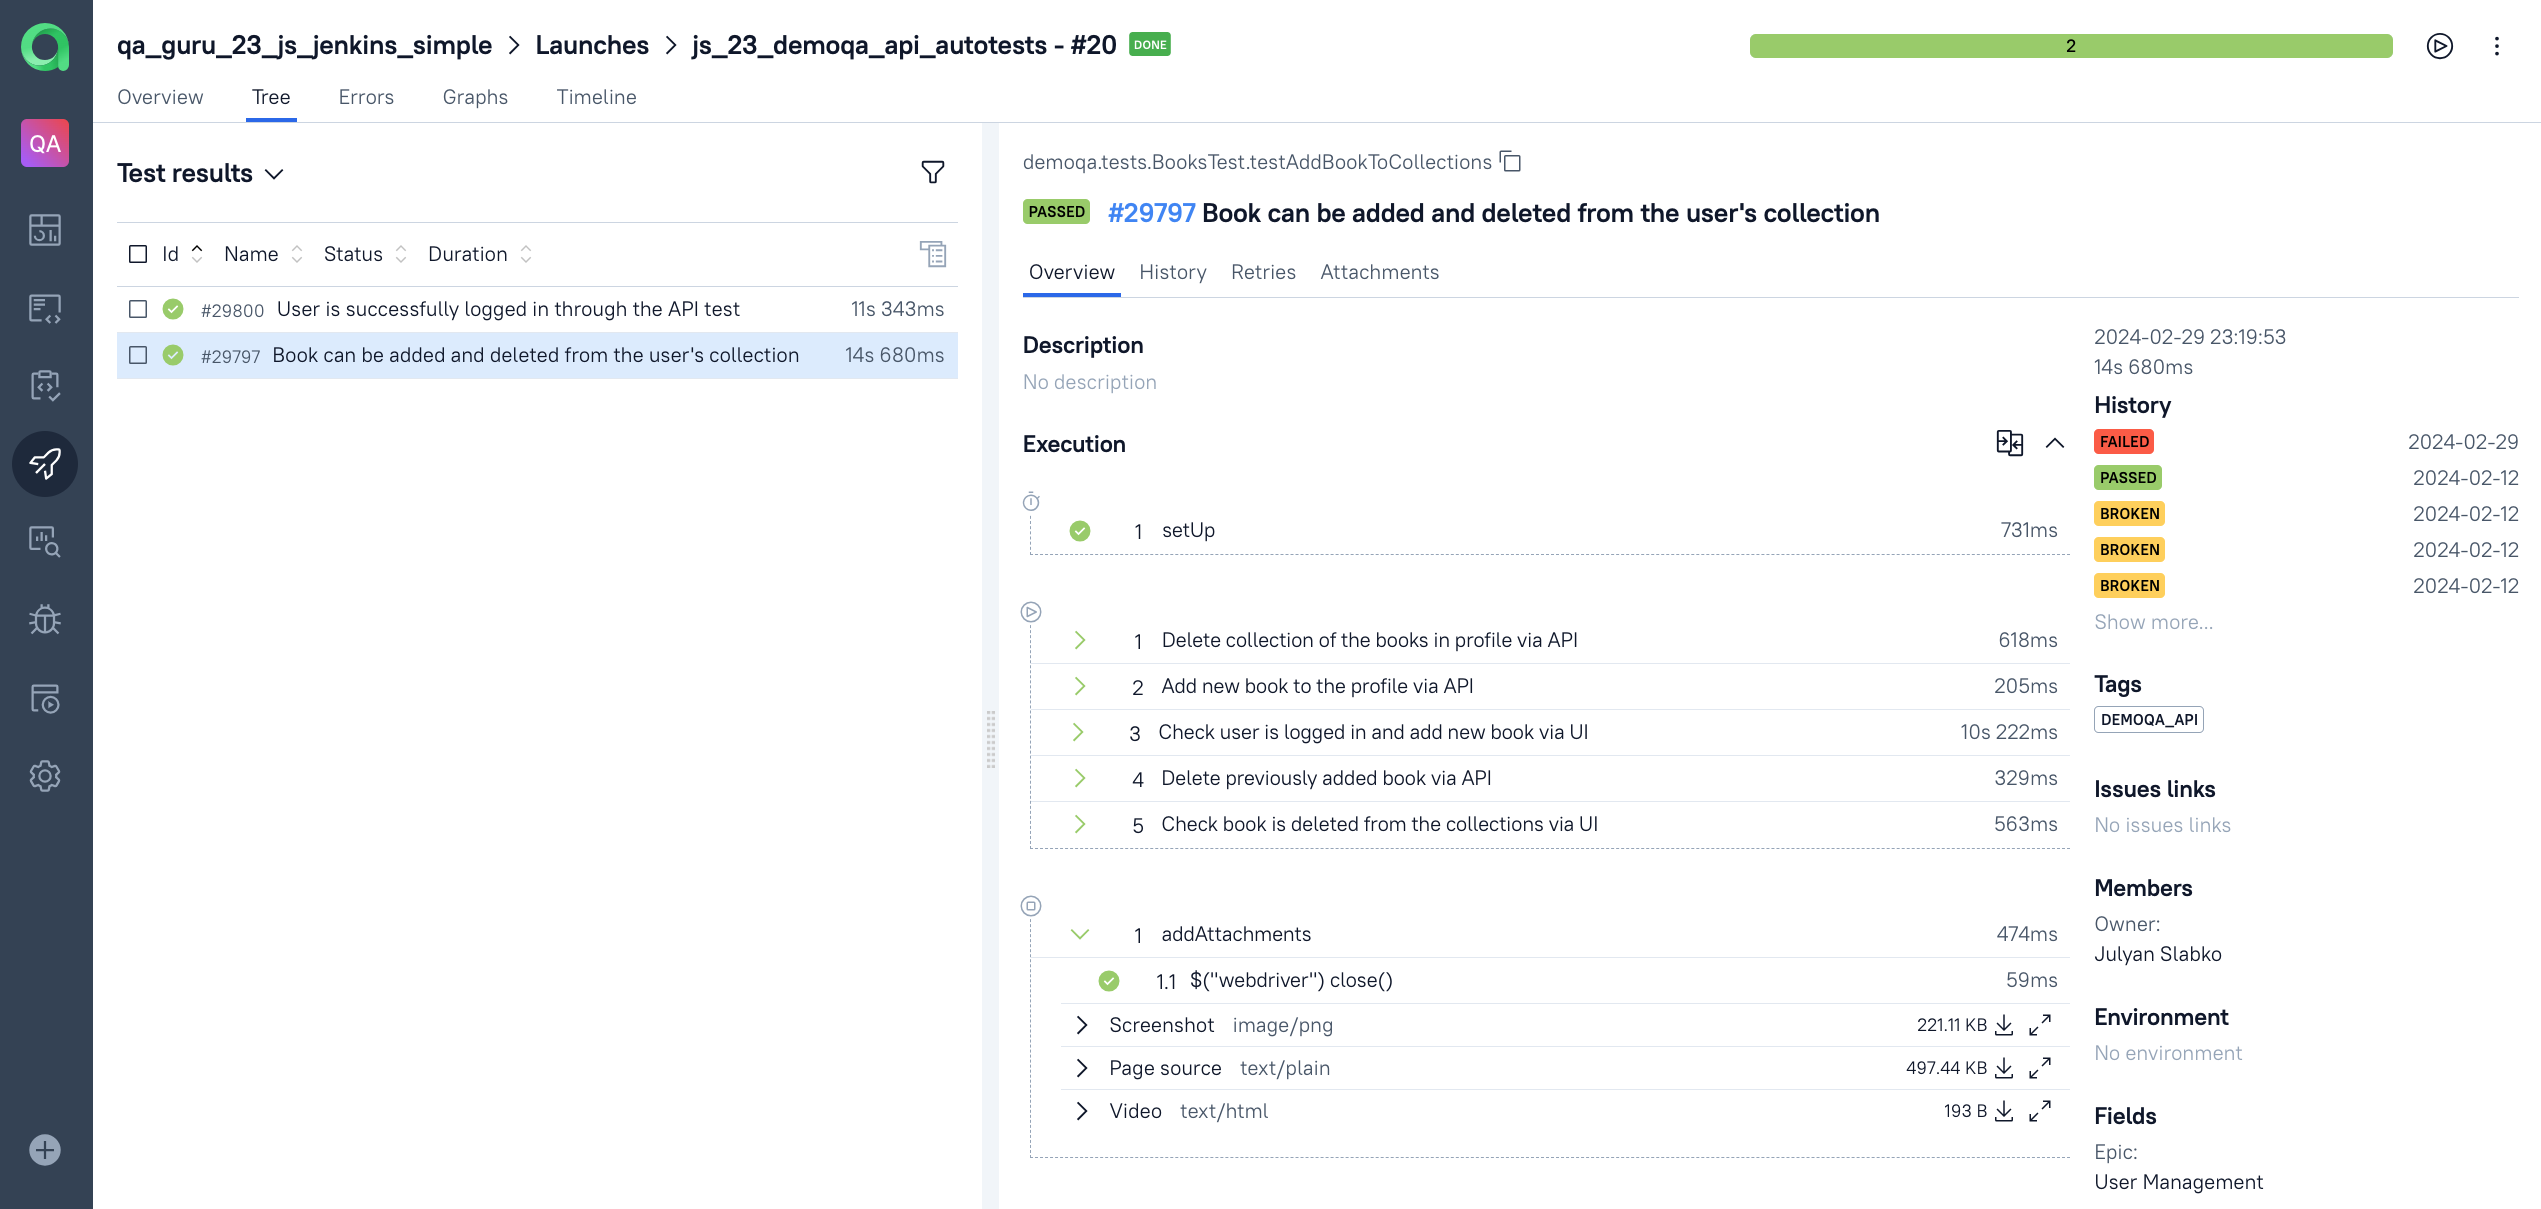 qa_guru_23_js_jenkins_simple > Launches > js_23_demoqa_api_autotests - #20 DONE
2
Overview Tree Errors Graphs Timeline
QA
Test results
Id Name Status Duration
#29800 User is successfully logged in through the API test 11s 343ms
#29797 Book can be added and deleted from the user's collection 14s 680ms
demoqa.tests.BooksTest.testAddBookToCollections
PASSED #29797 Book can be added and deleted from the user's collection
Overview History Retries Attachments
Description
No description
Execution
1 setUp 731ms
1 Delete collection of the books in profile via API 618ms
2 Add new book to the profile via API 205ms
3 Check user is logged in and add new book via UI 10s 222ms
4 Delete previously added book via API 329ms
5 Check book is deleted from the collections via UI 563ms
1 addAttachments 474ms
1.1 $("webdriver") close() 59ms
Screenshot image/png 221.11 KB
Page source text/plain 497.44 KB
Video text/html 193 B
2024-02-29 23:19:53
14s 680ms
History
FAILED 2024-02-29
PASSED 2024-02-12
BROKEN 2024-02-12
BROKEN 2024-02-12
BROKEN 2024-02-12
Show more...
Tags
DEMOQA_API
Issues links
No issues links
Members
Owner:
Julyan Slabko
Environment
No environment
Fields
Epic:
User Management